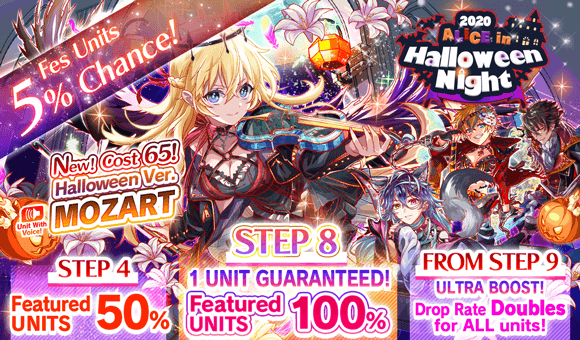 Fes Units
5% Chance!
2020
ALICE in
Halloween
Night
New! Cost 65!
Halloween Ver.
MOZART
Unit With
Voice!
STEP 4
Featured
UNITS 50%
STEP 8
1 UNIT GUARANTEED!
Featured
UNITS 100%
FROM STEP 9
ULTRA BOOST!
Drop Rate Doubles
for ALL units!